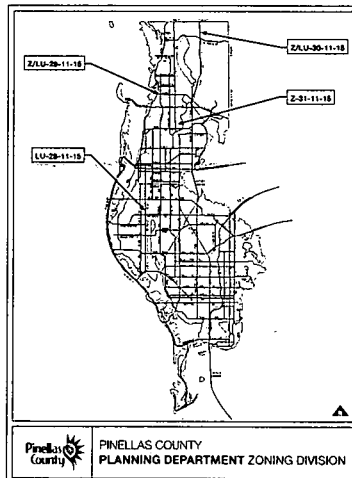 Z/LU-30-11-15
Z/LU-29-11-15
Z-31-11-15
LU-28-11-15
Pinellas
County
PINELLAS COUNTY
PLANNING DEPARTMENT ZONING DIVISION